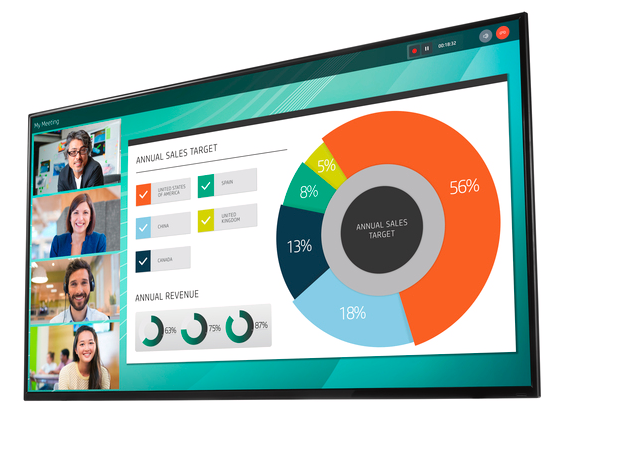 00:18:32
My Meeting
ANNUAL SALES TARGET
UNITED STATES
OF AMERICA
SPAIN
CHINA
UNITED
KINGDOM
CANADA
ANNUAL REVENUE
63%
75%
87%
5%
8%
13%
18%
56%
ANNUAL SALES
TARGET